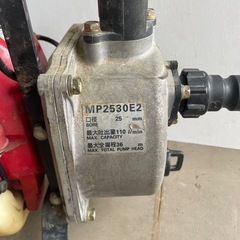 MP2530E2
口径 25 mm
BORE
最大吐出量110 ℓ/min
MAX. CAPACITY
最大全揚程36 m
MAX. TOTAL PUMP HEAD